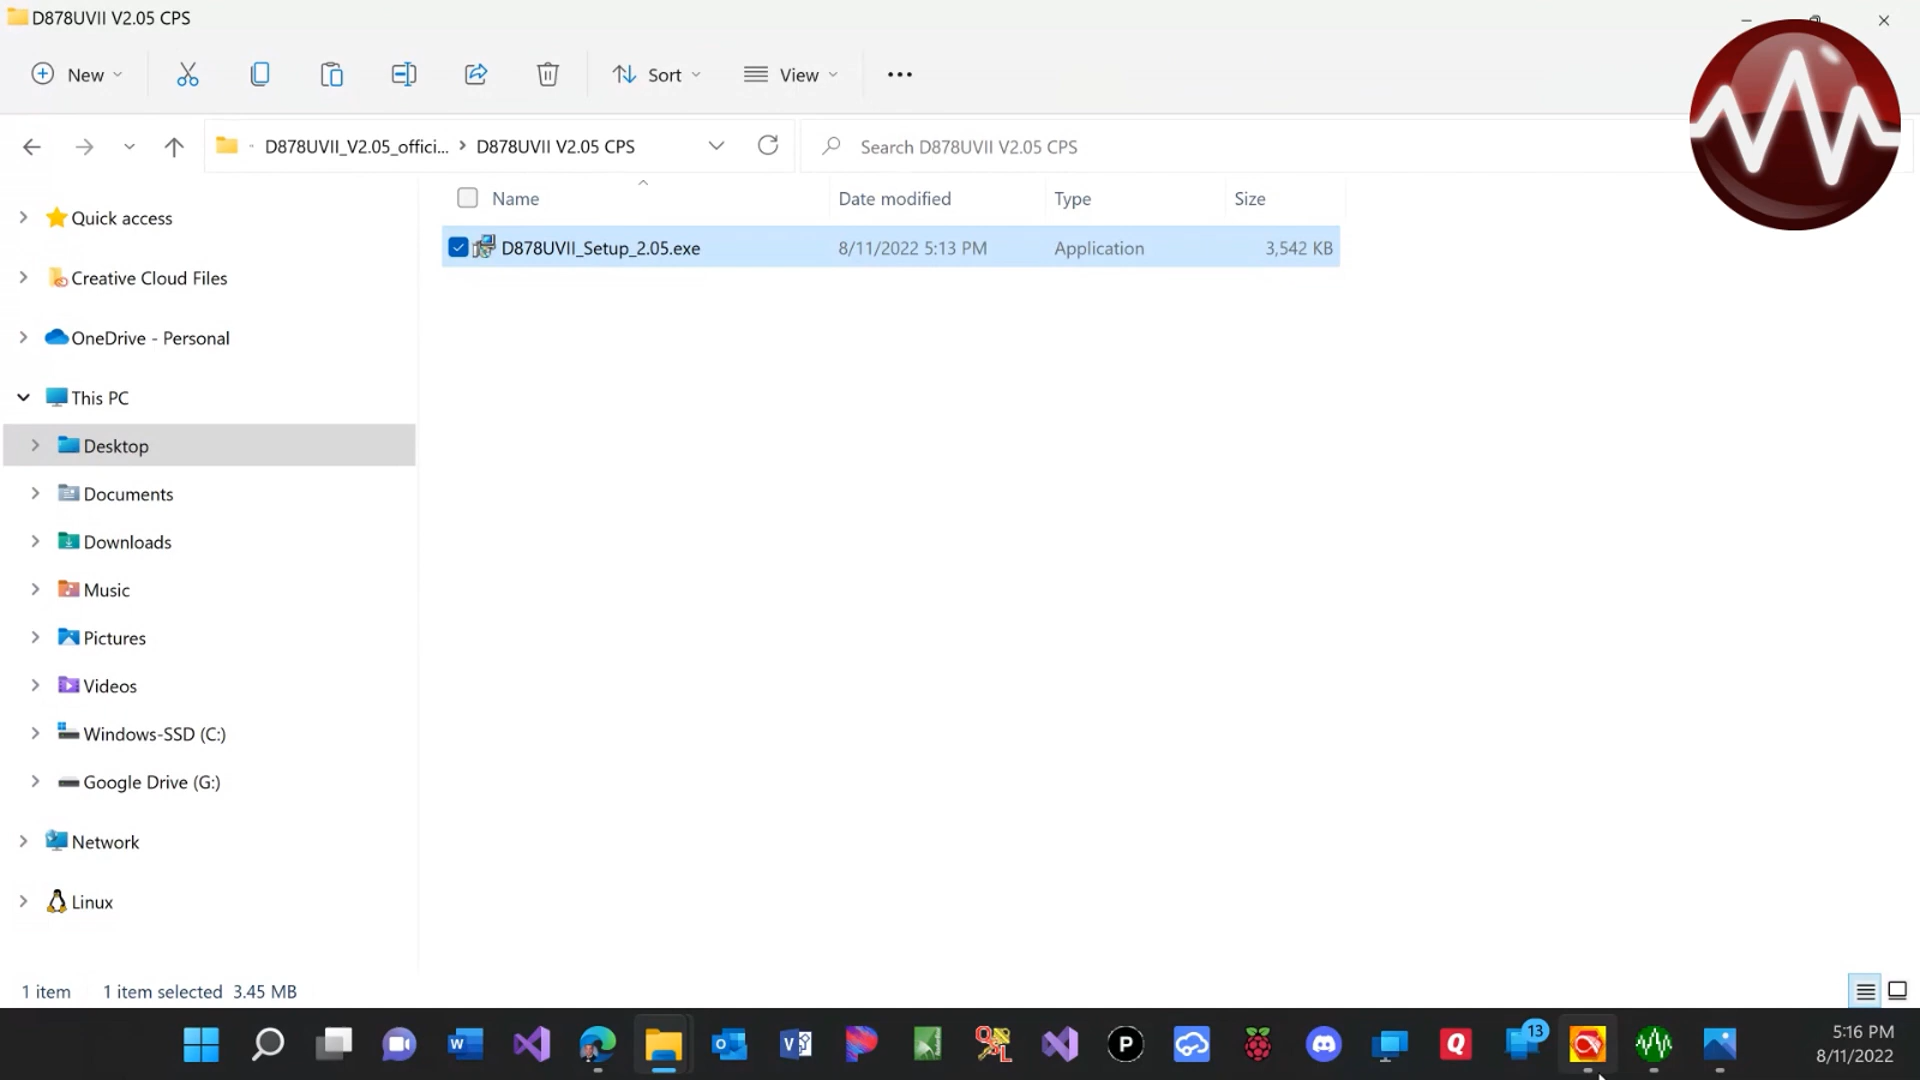 D878UVII V2.05 CPS
New
Sort
View
D878UVII_V2.05_offici...
D878UVII V2.05 CPS
Search D878UVII V2.05 CPS
Name
Date modified
Type
Size
D878UVII_Setup_2.05.exe
8/11/2022 5:13 PM
Application
3,542 KB
Quick access
Creative Cloud Files
OneDrive - Personal
This PC
Desktop
Documents
Downloads
Music
Pictures
Videos
Windows-SSD (C:)
Google Drive (G:)
Network
Linux
1 item
1 item selected 3.45 MB
13
5:16 PM
8/11/2022